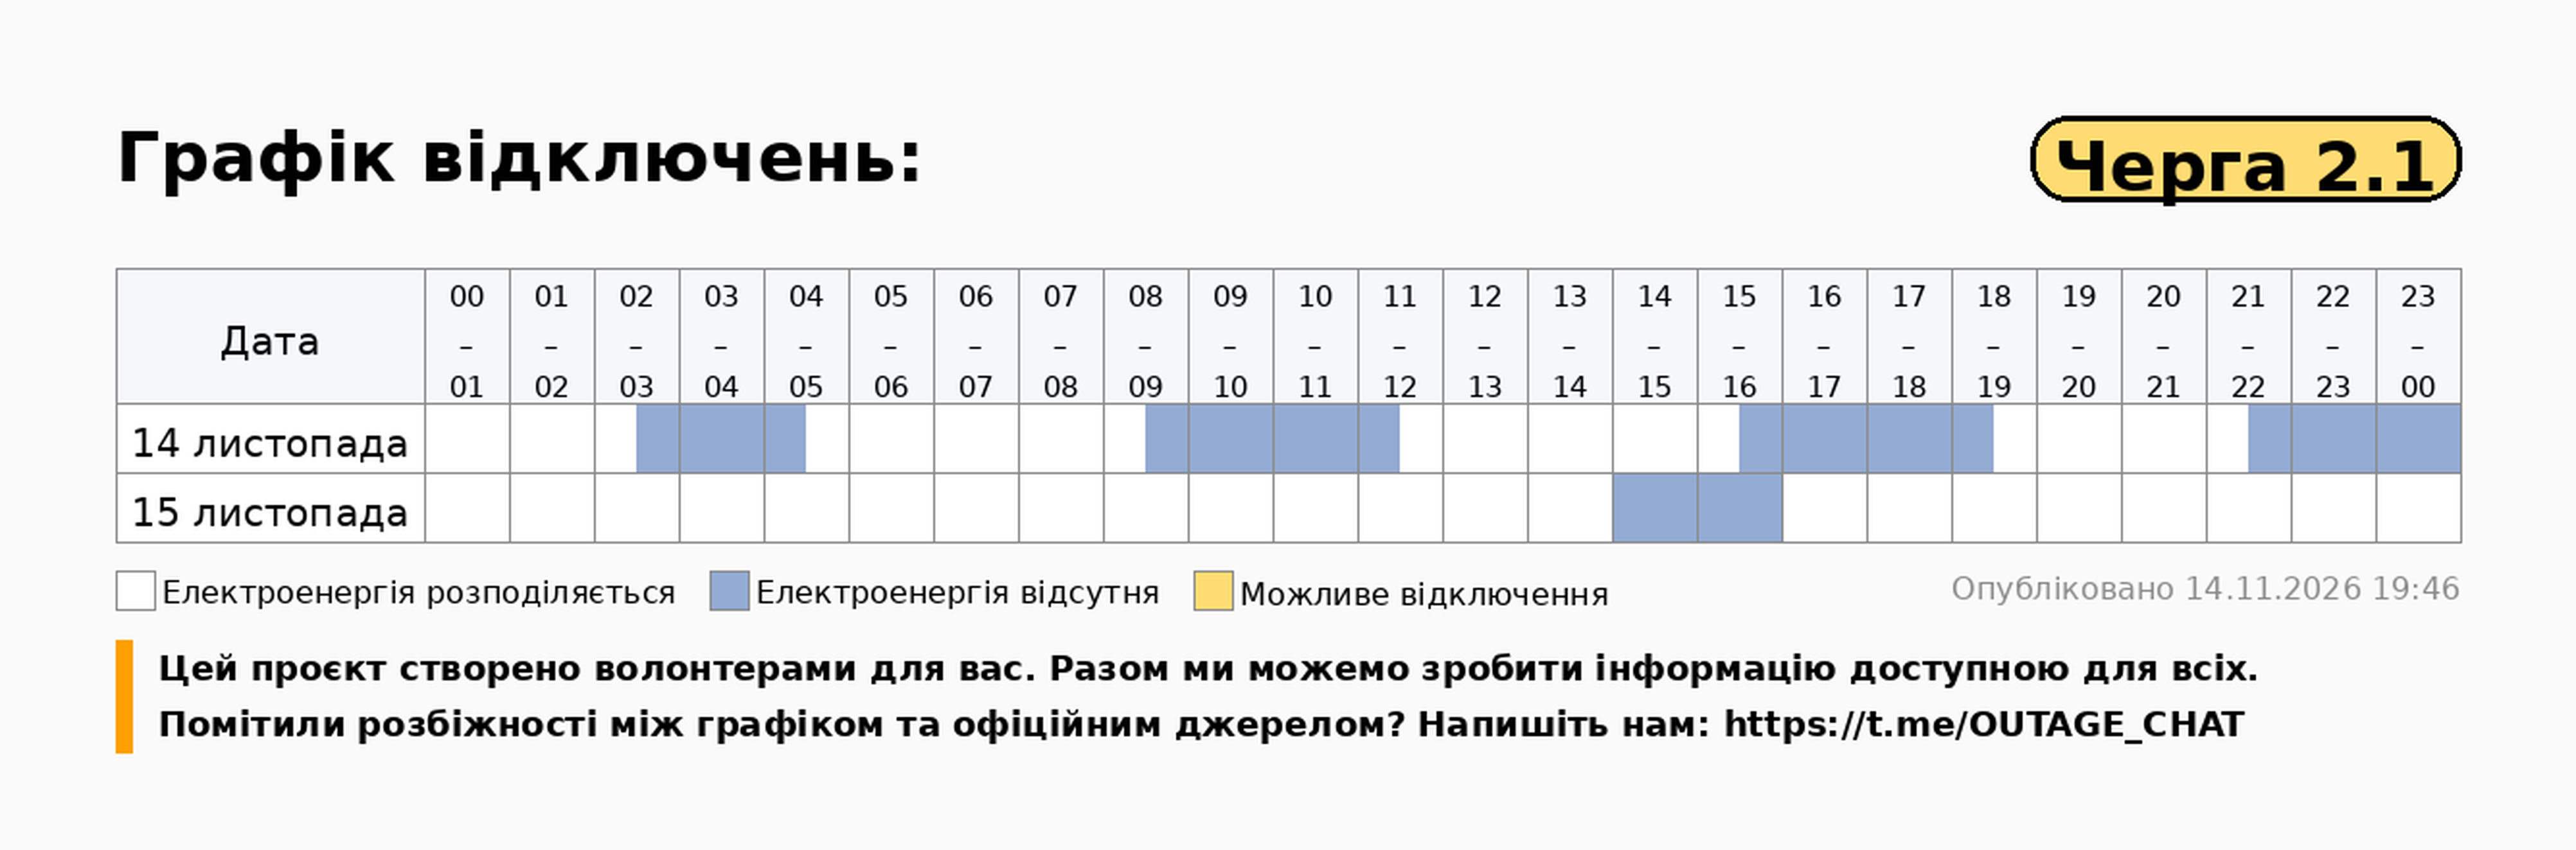 Графік відключень:
Черга 2.1
Дата 00 – 01 01 – 02 02 – 03 03 – 04 04 – 05 05 – 06 06 – 07 07 – 08 08 – 09 09 – 10 10 – 11 11 – 12 12 – 13 13 – 14 14 – 15 15 – 16 16 – 17 17 – 18 18 – 19 19 – 20 20 – 21 21 – 22 22 – 23 23 – 00
14 листопада
15 листопада
Електроенергія розподіляється Електроенергія відсутня Можливе відключення Опубліковано 14.11.2026 19:46
Цей проєкт створено волонтерами для вас. Разом ми можемо зробити інформацію доступною для всіх.
Помітили розбіжності між графіком та офіційним джерелом? Напишіть нам: https://t.me/OUTAGE_CHAT